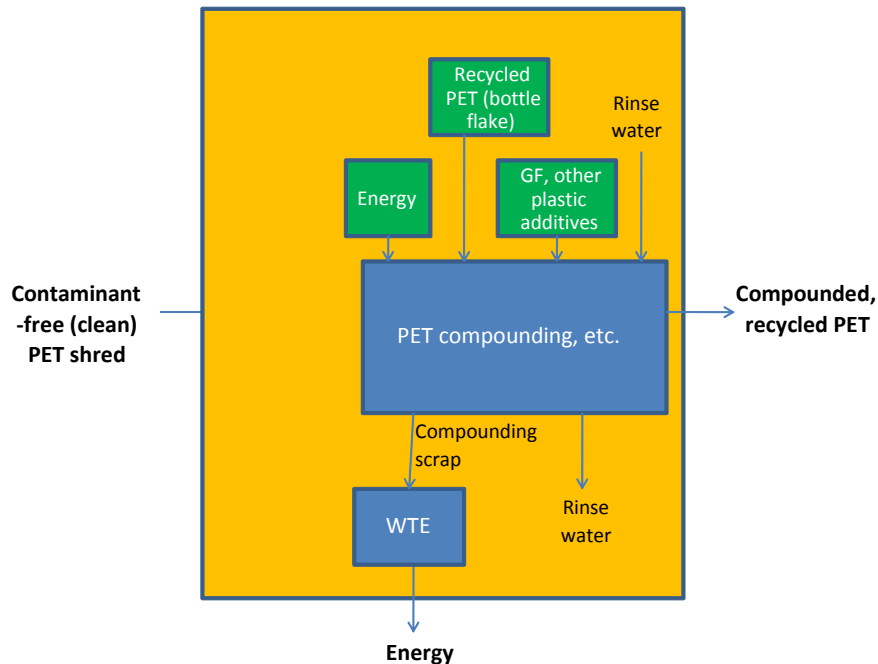 Recycled
PET (bottle
flake)
Rinse
water
Energy
GF, other
plastic
additives
Contaminant
-free (clean)
PET shred
PET compounding, etc.
Compounded,
recycled PET
Compounding
scrap
WTE
Rinse
water
Energy